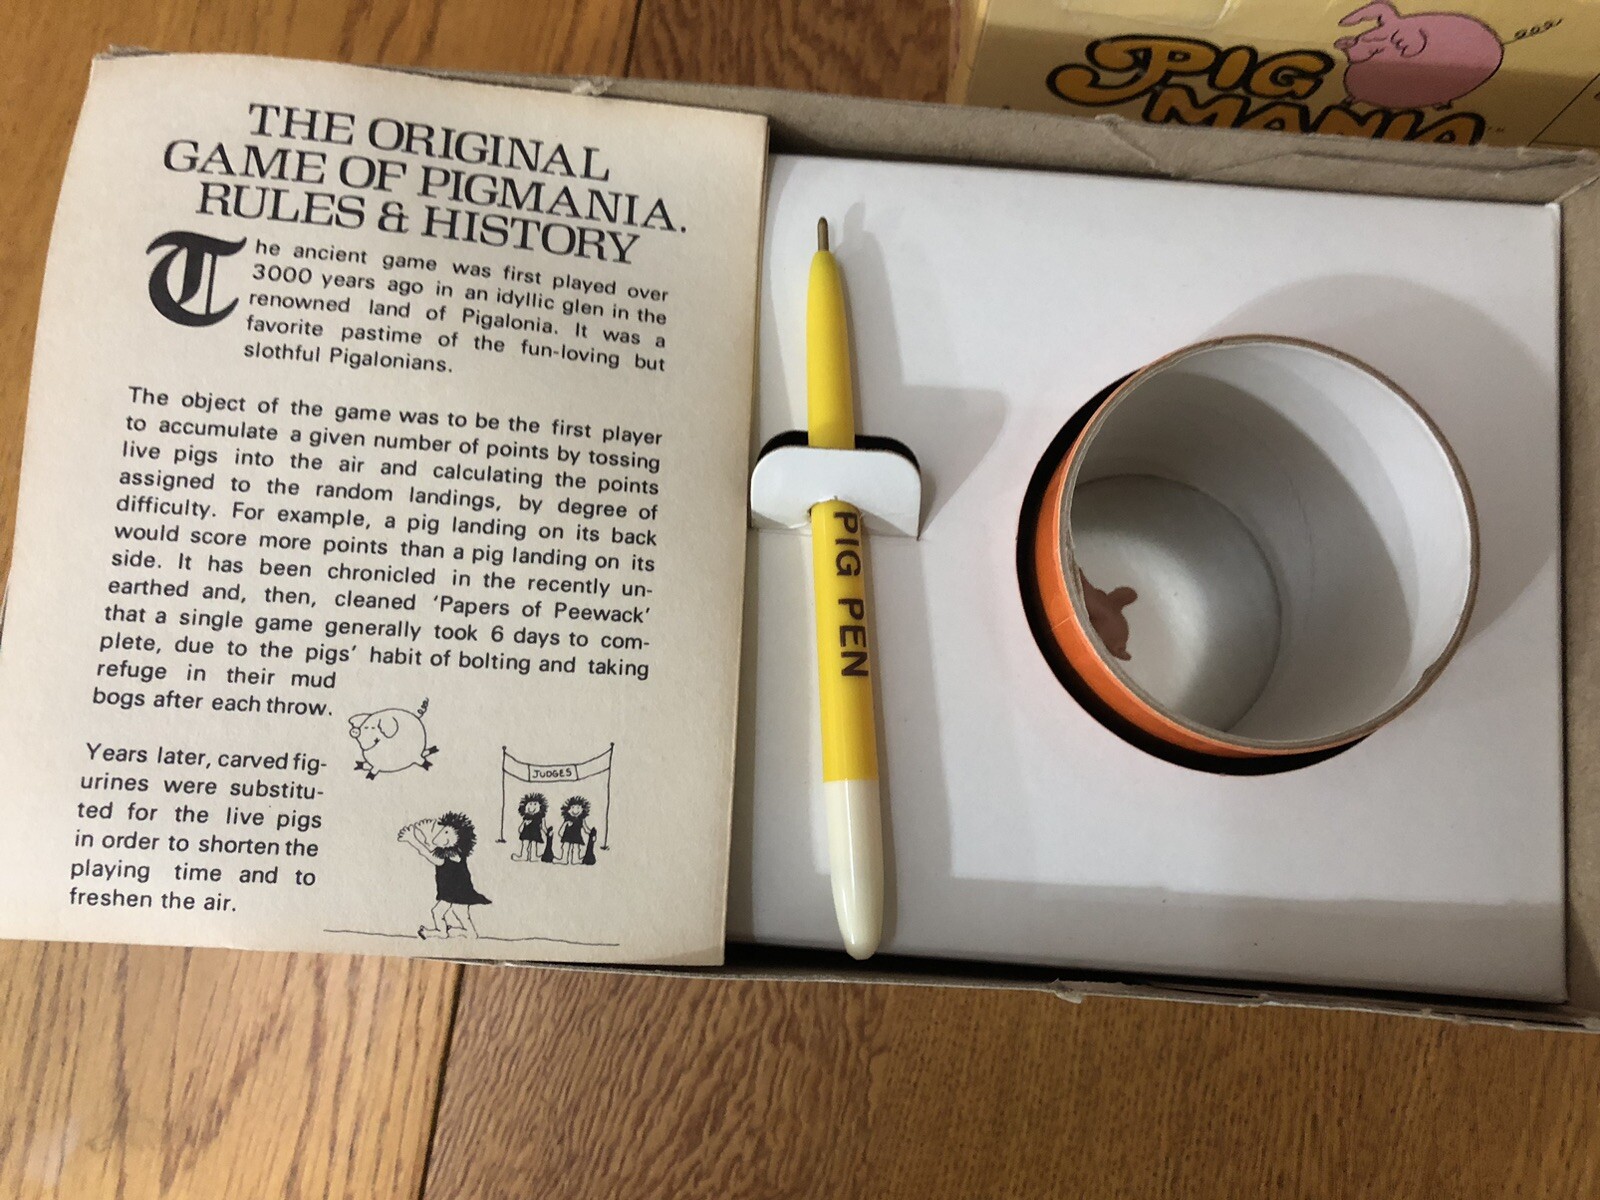 PIG
MANIA
THE ORIGINAL
GAME OF PIGMANIA.
RULES & HISTORY
The ancient game was first played over
3000 years ago in an idyllic glen in the
renowned land of Pigalonia. It was a
favorite pastime of the fun-loving but
slothful Pigalonians.
The object of the game was to be the first player
to accumulate a given number of points by tossing
live pigs into the air and calculating the points
assigned to the random landings, by degree of
difficulty. For example, a pig landing on its back
would score more points than a pig landing on its
side. It has been chronicled in the recently un-
earthed and, then, cleaned ‘Papers of Peewack’
that a single game generally took 6 days to com-
plete, due to the pigs’ habit of bolting and taking
refuge in their mud
bogs after each throw.
Years later, carved fig-
urines were substitu-
ted for the live pigs
in order to shorten the
playing time and to
freshen the air.
JUDGES
PIG PEN